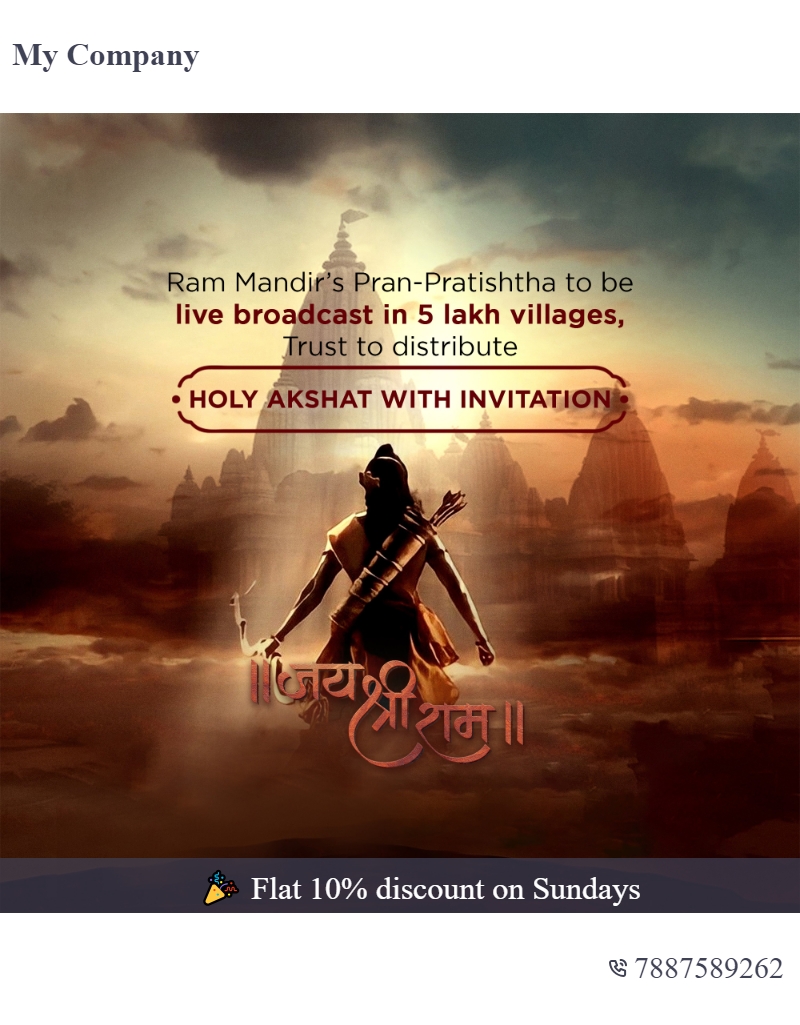 My Company
Ram Mandir’s Pran-Pratishtha to be
live broadcast in 5 lakh villages,
Trust to distribute
• HOLY AKSHAT WITH INVITATION •
॥जय श्री राम॥
Flat 10% discount on Sundays
7887589262